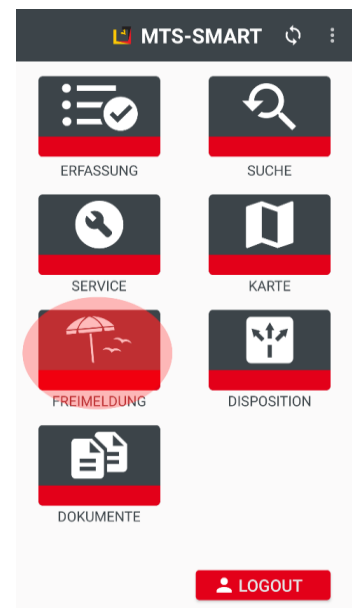 MTS-SMART
ERFASSUNG
SUCHE
SERVICE
KARTE
FREIMELDUNG
DISPOSITION
DOKUMENTE
LOGOUT